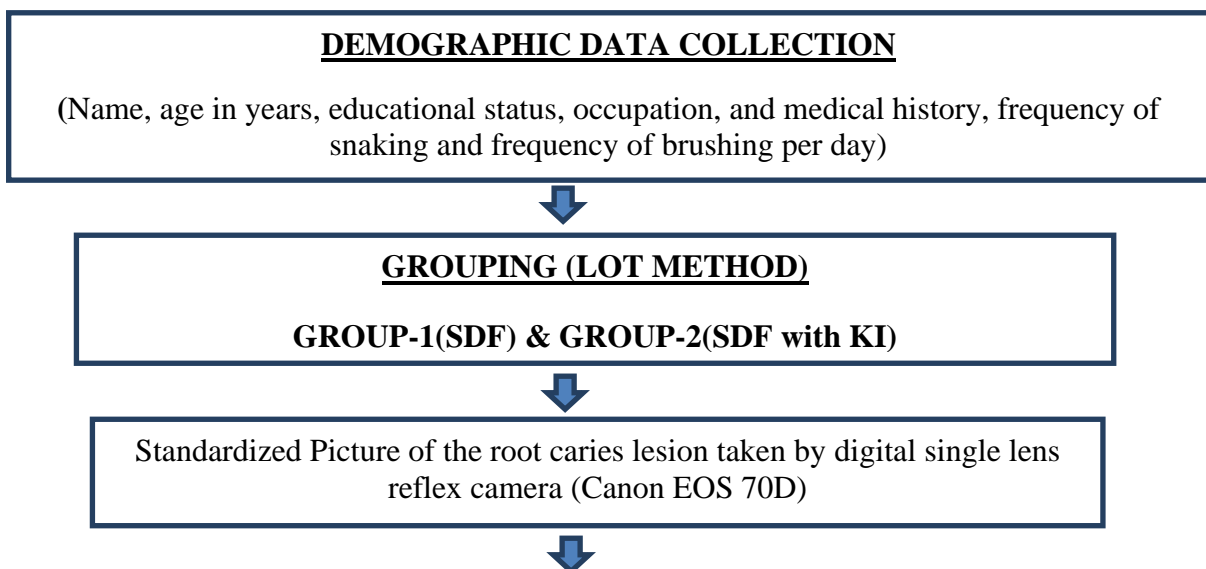 DEMOGRAPHIC DATA COLLECTION
(Name, age in years, educational status, occupation, and medical history, frequency of
snaking and frequency of brushing per day)
GROUPING (LOT METHOD)
GROUP-1(SDF) & GROUP-2(SDF with KI)
Standardized Picture of the root caries lesion taken by digital single lens
reflex camera (Canon EOS 70D)